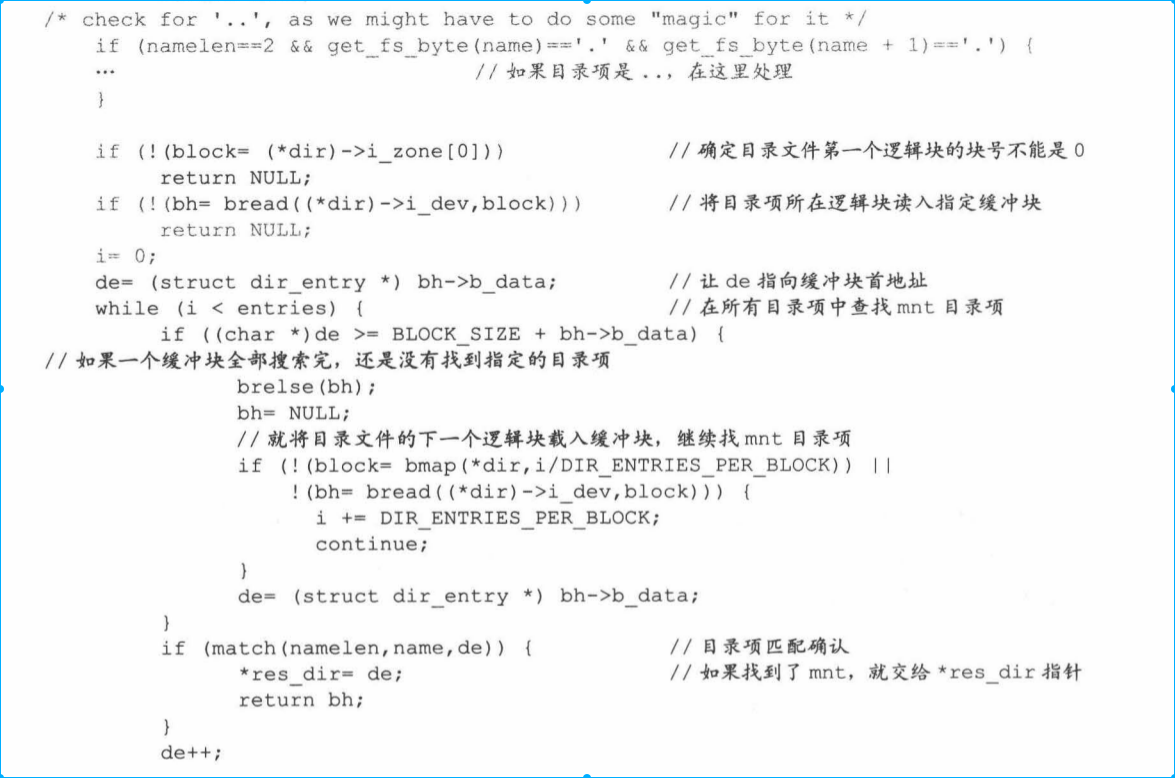 /* check for '..', as we might have to do some "magic" for it */
if (namelen==2 && get_fs_byte(name)=='.' && get_fs_byte(name + 1)=='.') {
… //如果目录项是 ..，在这里处理
}
if (!(block= (*dir)->i_zone[0])) //确定目录文件第一个逻辑块的块号不能是 0
return NULL;
if (!(bh= bread((*dir)->i_dev,block))) //将目录项所在逻辑块读入指定缓冲块
return NULL;
i= 0;
de= (struct dir_entry *) bh->b_data; //让 de 指向缓冲块首地址
while (i < entries) { //在所有目录项中查找 mnt 目录项
if ((char *)de >= BLOCK_SIZE + bh->b_data) {
//如果一个缓冲块全部搜索完，还是没有找到指定的目录项
brelse(bh);
bh= NULL;
//就将目录文件的下一个逻辑块载入缓冲块，继续找 mnt 目录项
if (!(block= bmap(*dir,i/DIR_ENTRIES_PER_BLOCK)) ||
!(bh= bread((*dir)->i_dev,block))) {
i += DIR_ENTRIES_PER_BLOCK;
continue;
}
de= (struct dir_entry *) bh->b_data;
}
if (match(namelen,name,de)) { //目录项匹配确认
*res_dir= de; //如果找到了 mnt，就交给 *res_dir 指针
return bh;
}
de++;